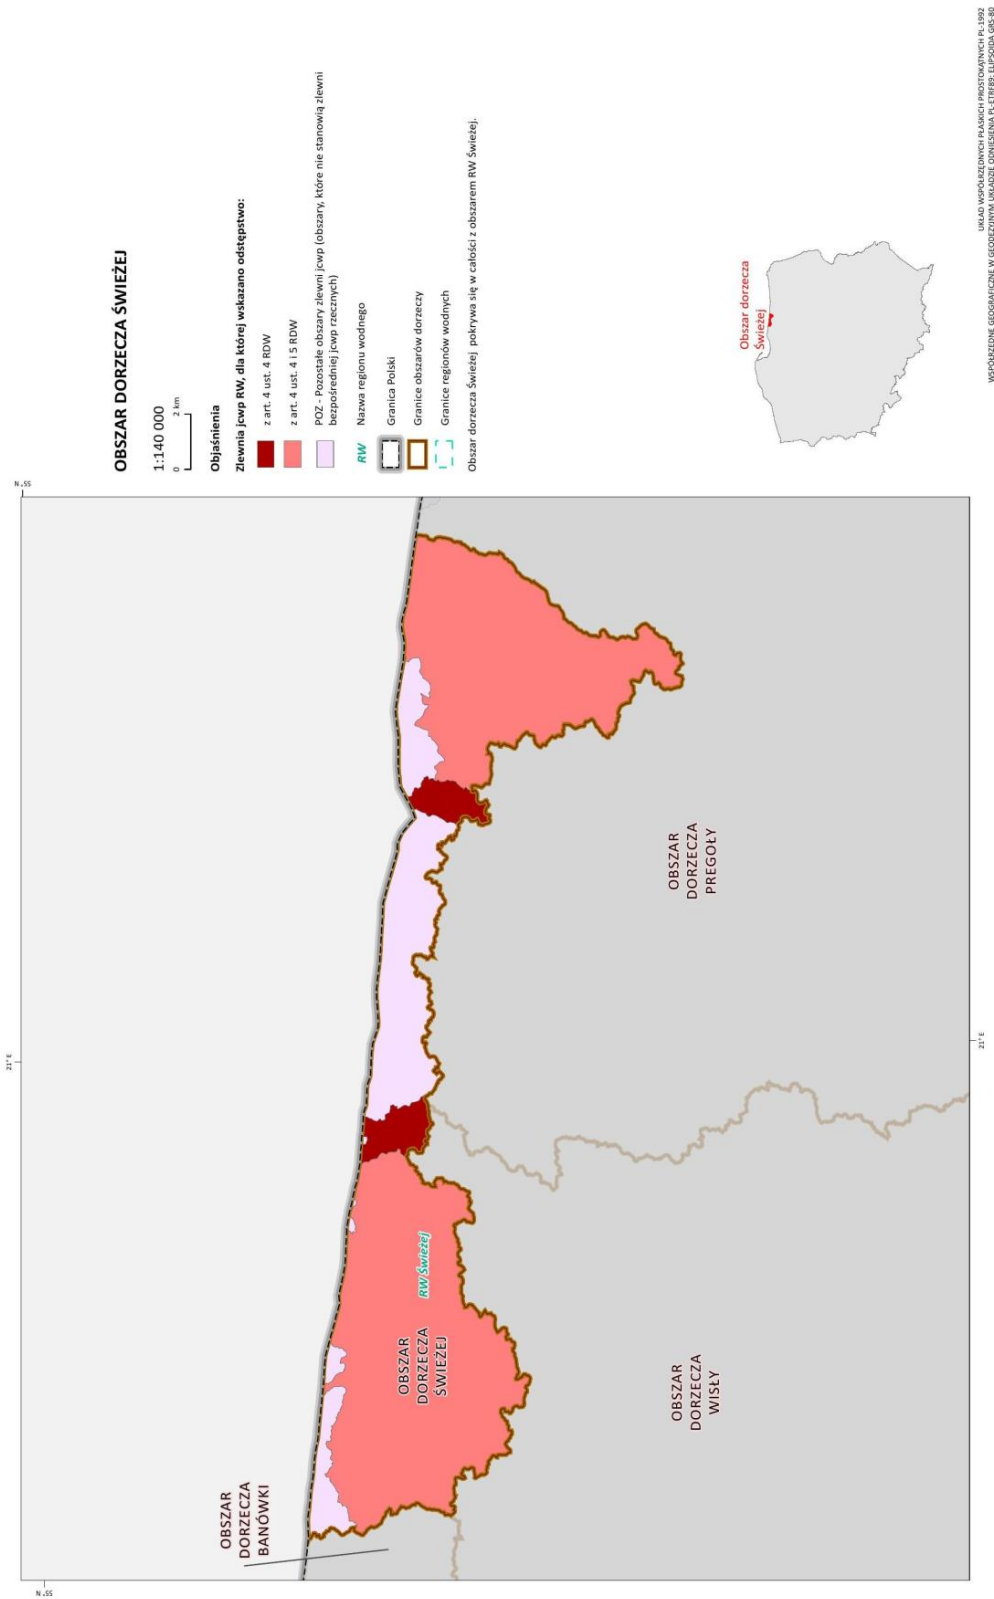 OBSZAR DORZECZA ŚWIEŻEJ
1:140 000
0 2 km
Objaśnienia
Zlewnia jcwp RW, dla której wskazano odstępstwo:
z art. 4 ust. 4 RDW
z art. 4 ust. 4 i 5 RDW
POZ - Pozostałe obszary zlewni jcwp (obszary, które nie stanowią zlewni
bezpośredniej jcwp rzecznych)
RW Nazwa regionu wodnego
Granica Polski
Granice obszarów dorzeczy
Granice regionów wodnych
Obszar dorzecza Świeżej pokrywa się w całości z obszarem RW Świeżej.
Obszar dorzecza
Świeżej
UKŁAD WSPÓŁRZĘDNYCH PŁASKICH PROSTOKĄTNYCH PL-1992
WSPÓŁRZĘDNE GEOGRAFICZNE W GEODEZYJNYM UKŁADZIE ODNIESIENIA PL-ETRF89: ELIPSOIDA GRS-80
OBSZAR
DORZECZA
BANÓWKI
OBSZAR
DORZECZA
ŚWIEŻEJ
RW Świeżej
OBSZAR
DORZECZA
WISŁY
OBSZAR
DORZECZA
PREGOŁY
21° E
21° E